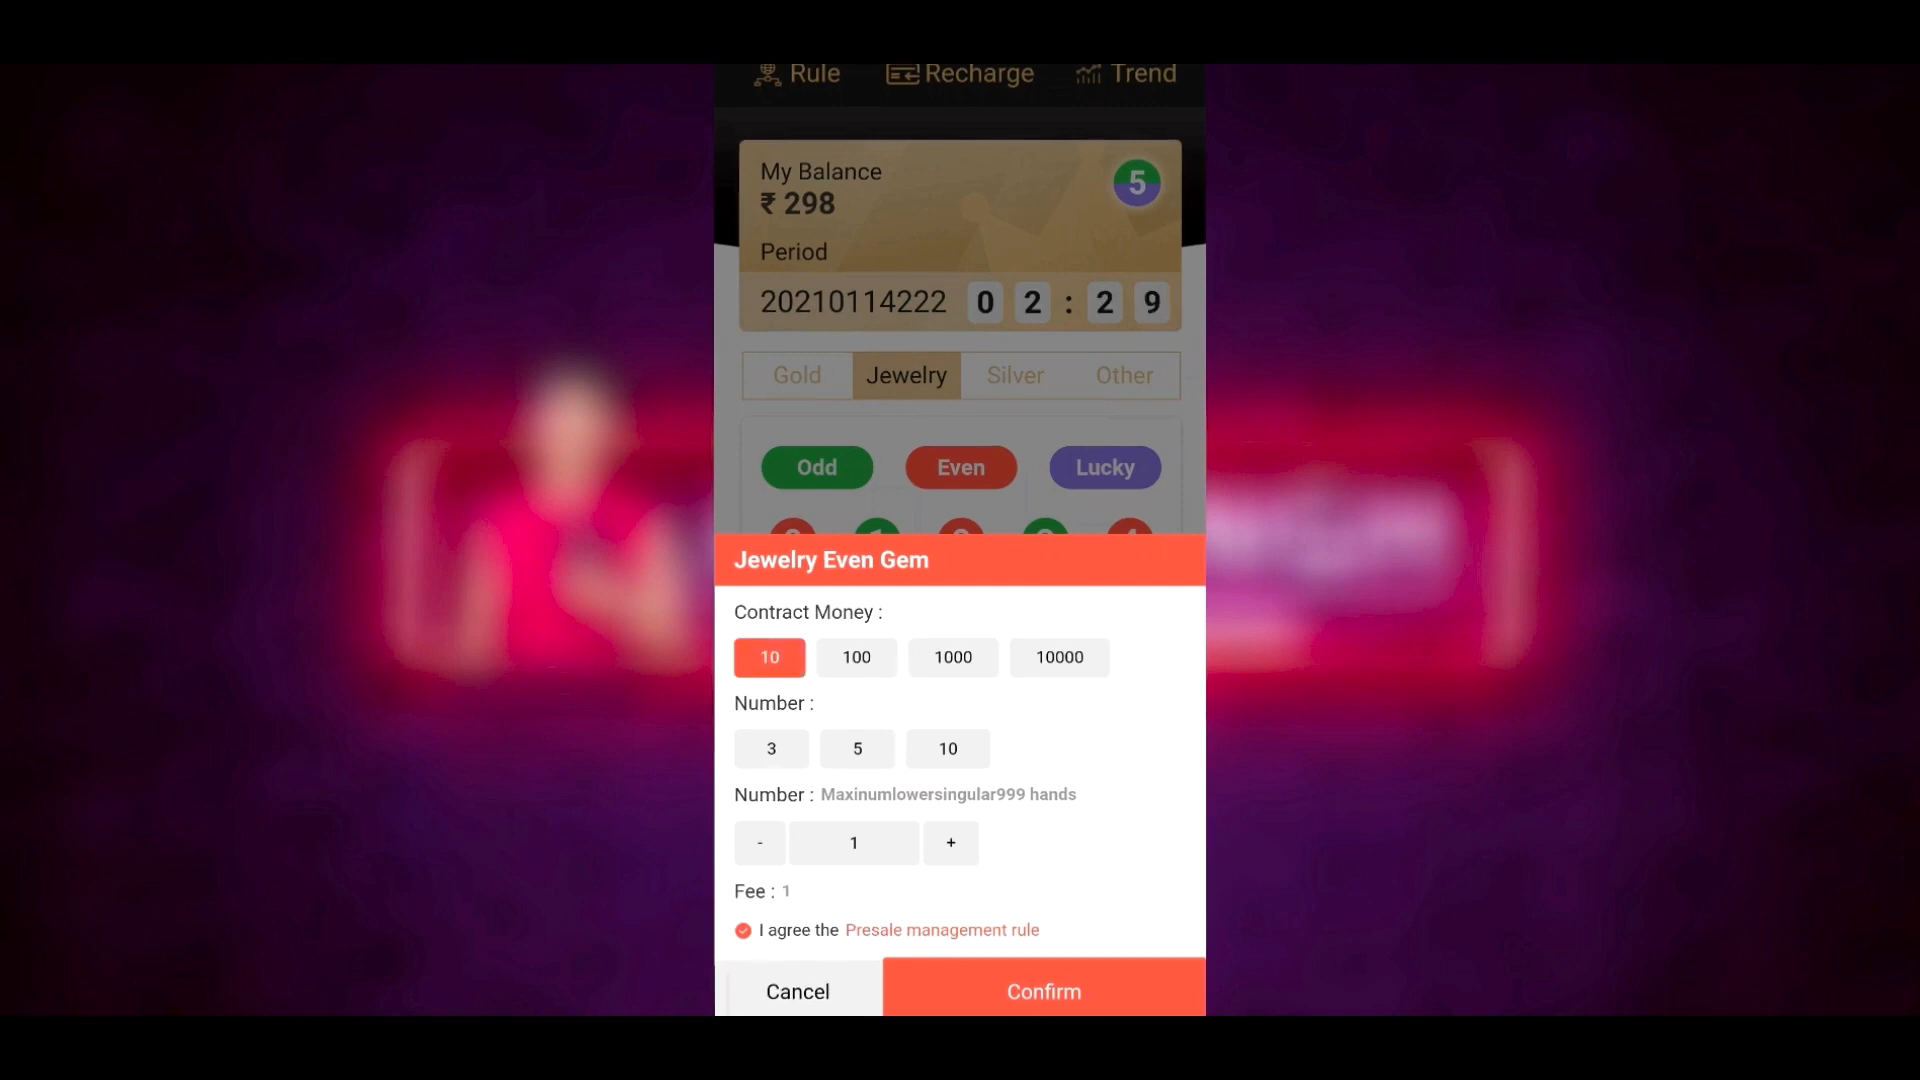 Rule Recharge Trend
My Balance
₹ 298
5
Period
20210114222 0 2 : 2 9
Gold Jewelry Silver Other
Odd Even Lucky
Jewelry Even Gem
Contract Money :
10 100 1000 10000
Number :
3 5 10
Number : Maxinumlowersingular999 hands
- 1 +
Fee : 1
I agree the Presale management rule
Cancel Confirm